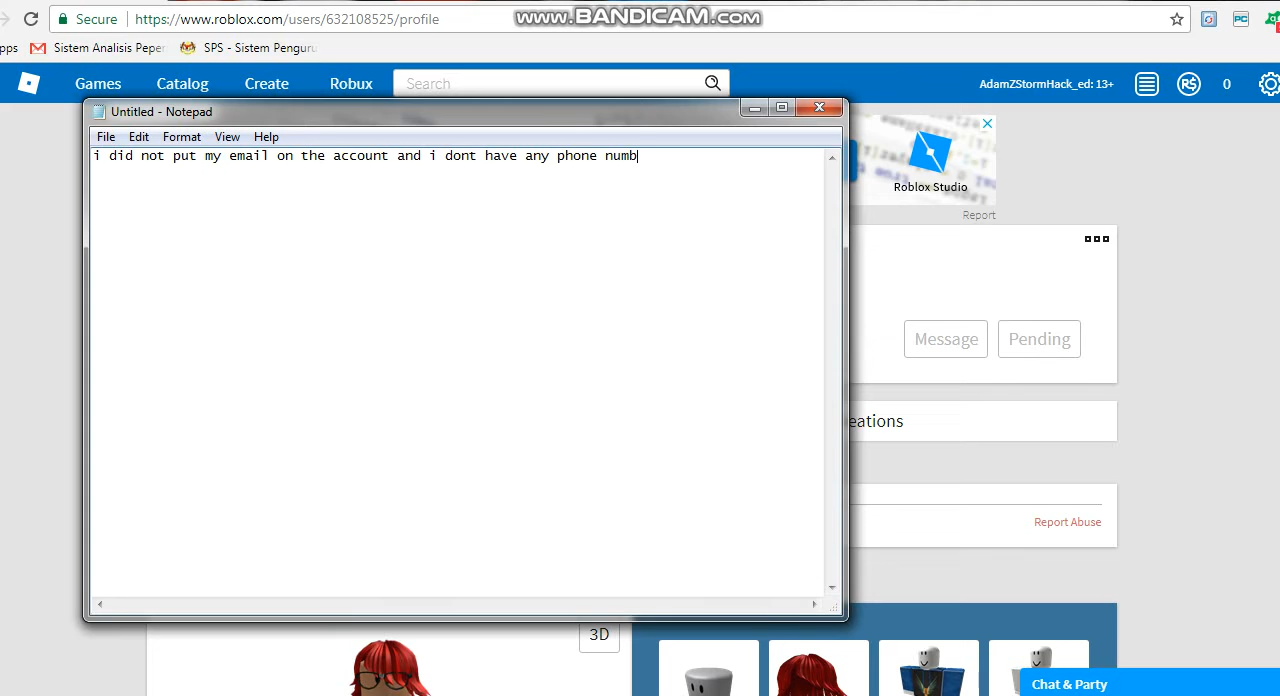 Secure https://www.roblox.com/users/632108525/profile
www.BANDICAM.com
PC
pps Sistem Analisis Peper SPS - Sistem Pengur
Games Catalog Create Robux Search AdamZStormHack_ed: 13+ R$ 0
Untitled - Notepad
File Edit Format View Help
i did not put my email on the account and i dont have any phone numb
Roblox Studio
Report
Message Pending
eations
Report Abuse
3D
Chat & Party